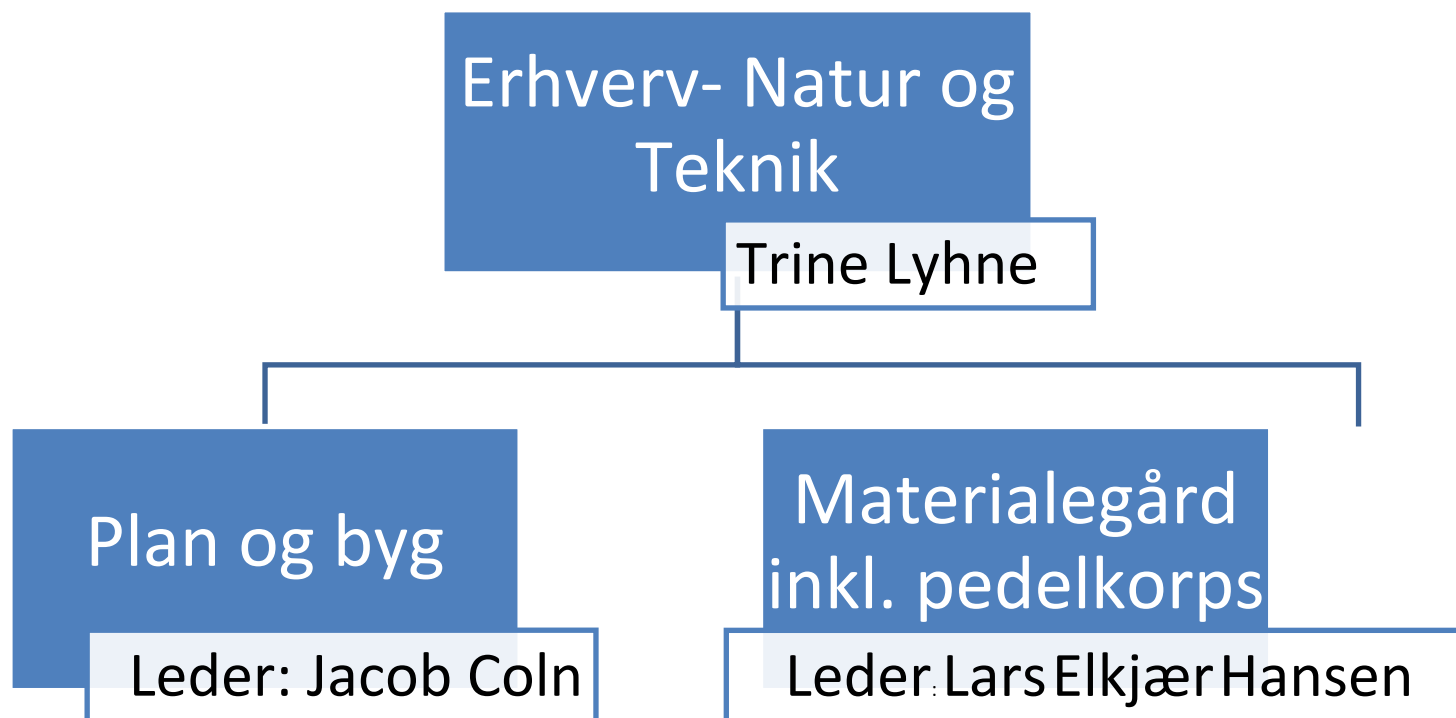 Erhverv- Natur og
Teknik
Trine Lyhne
Plan og byg
Leder: Jacob Coln
Materialegård
inkl. pedelkorps
Leder: Lars Elkjær Hansen